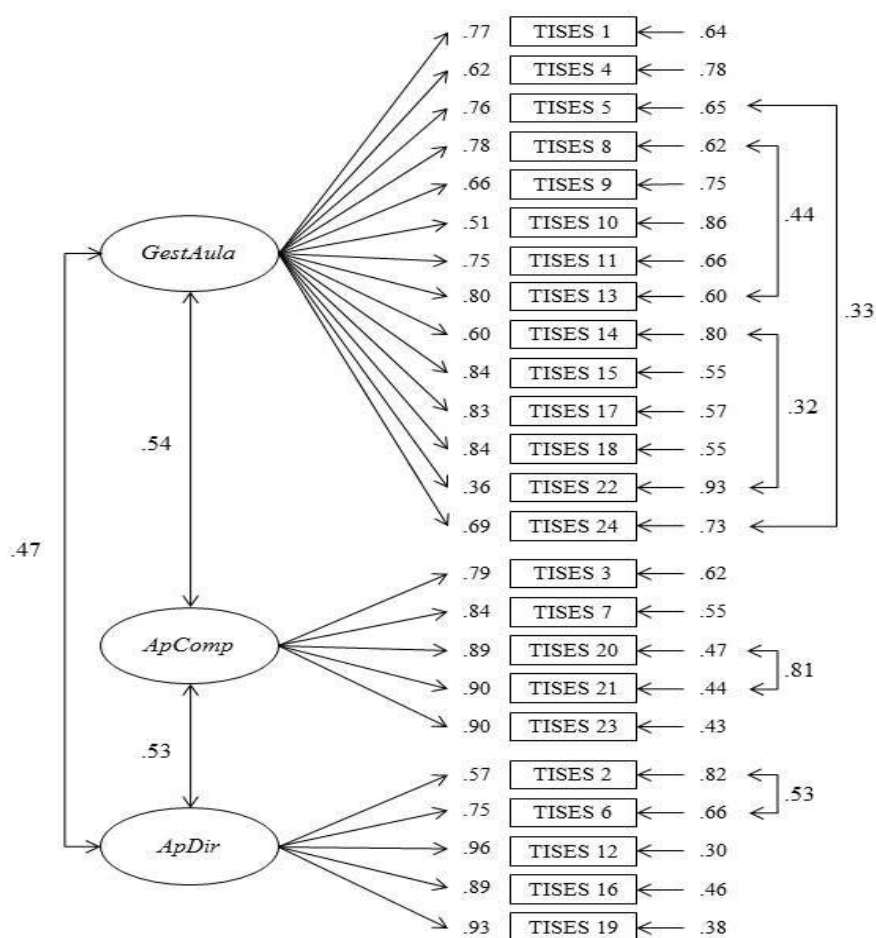 .77 TISES 1 .64
.62 TISES 4 .78
.76 TISES 5 .65
.78 TISES 8 .62
.66 TISES 9 .75
.51 TISES 10 .86
.44
GestAula
.75 TISES 11 .66
.80 TISES 13 .60
.33
.60 TISES 14 .80
.84 TISES 15 .55
.83 TISES 17 .57
.32
.54
.84 TISES 18 .55
.36 TISES 22 .93
.69 TISES 24 .73
.47
.79 TISES 3 .62
.84 TISES 7 .55
ApComp
.89 TISES 20 .47
.81
.90 TISES 21 .44
.90 TISES 23 .43
.53
.57 TISES 2 .82
.53
.75 TISES 6 .66
ApDir
.96 TISES 12 .30
.89 TISES 16 .46
.93 TISES 19 .38